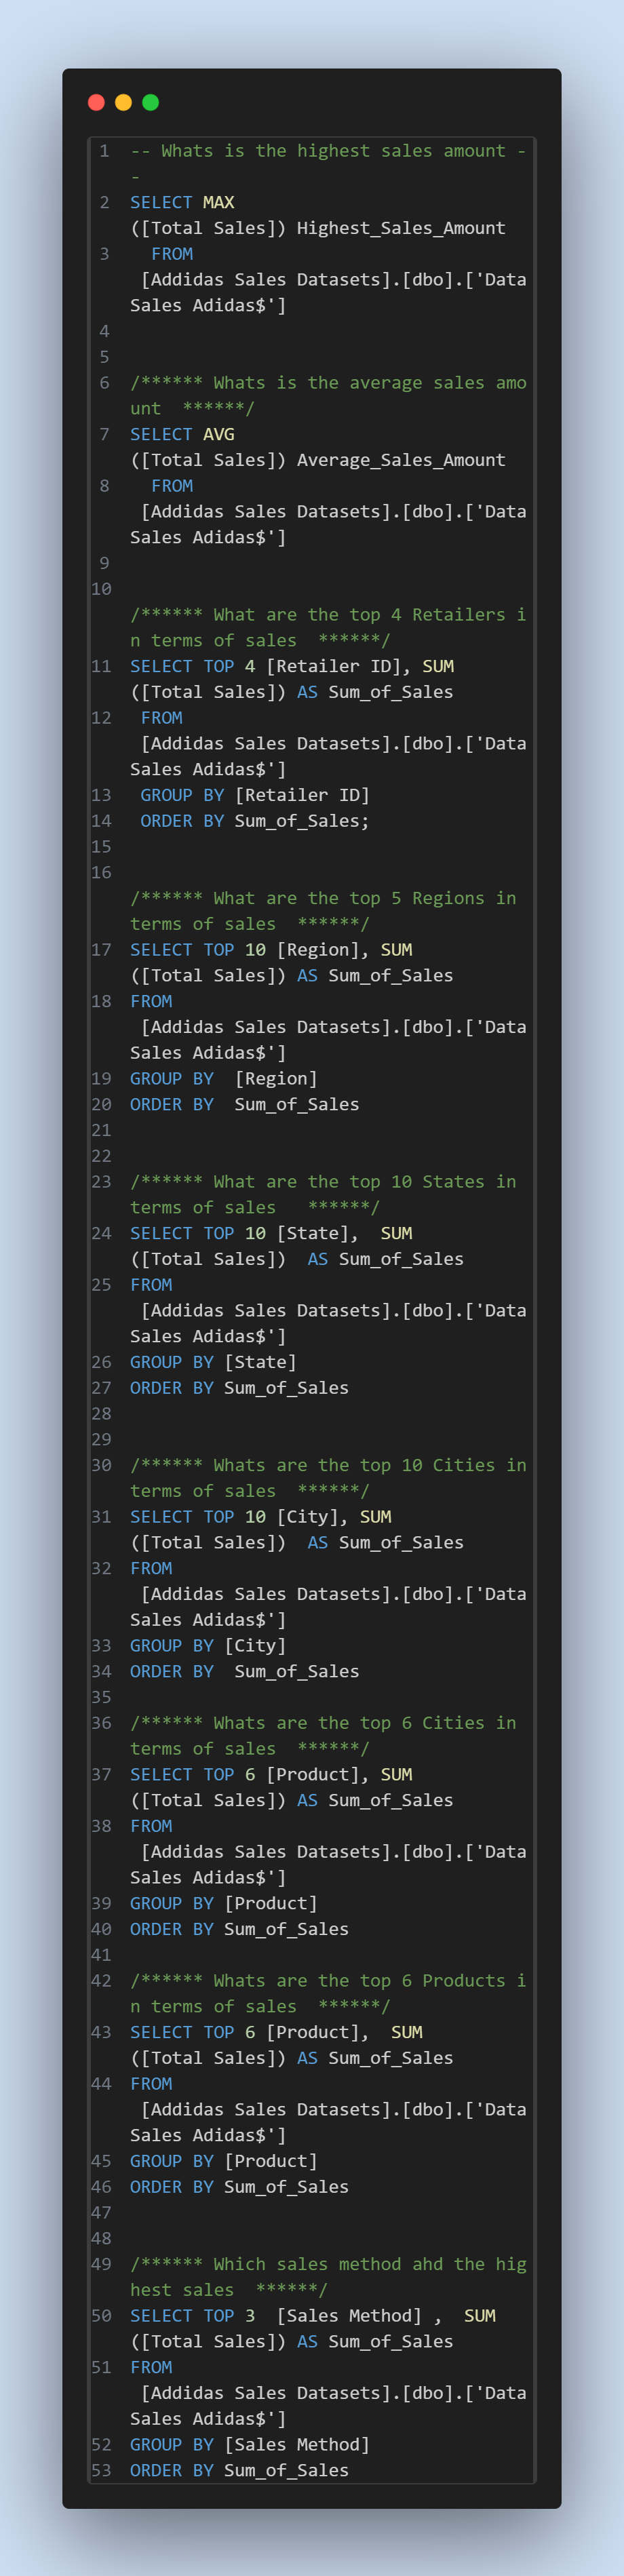 1 -- Whats is the highest sales amount -
-
2 SELECT MAX
([Total Sales]) Highest_Sales_Amount
3 FROM
[Addidas Sales Datasets].[dbo].['Data
Sales Adidas$']
4
5
6 /****** Whats is the average sales amo
unt  ******/
7 SELECT AVG
([Total Sales]) Average_Sales_Amount
8 FROM
[Addidas Sales Datasets].[dbo].['Data
Sales Adidas$']
9
10
/****** What are the top 4 Retailers i
n terms of sales  ******/
11 SELECT TOP 4 [Retailer ID], SUM
([Total Sales]) AS Sum_of_Sales
12 FROM
[Addidas Sales Datasets].[dbo].['Data
Sales Adidas$']
13 GROUP BY [Retailer ID]
14 ORDER BY Sum_of_Sales;
15
16
/****** What are the top 5 Regions in
terms of sales  ******/
17 SELECT TOP 10 [Region], SUM
([Total Sales]) AS Sum_of_Sales
18 FROM
[Addidas Sales Datasets].[dbo].['Data
Sales Adidas$']
19 GROUP BY  [Region]
20 ORDER BY  Sum_of_Sales
21
22
23 /****** What are the top 10 States in
terms of sales   ******/
24 SELECT TOP 10 [State],  SUM
([Total Sales])  AS Sum_of_Sales
25 FROM
[Addidas Sales Datasets].[dbo].['Data
Sales Adidas$']
26 GROUP BY [State]
27 ORDER BY Sum_of_Sales
28
29
30 /****** Whats are the top 10 Cities in
terms of sales  ******/
31 SELECT TOP 10 [City], SUM
([Total Sales])  AS Sum_of_Sales
32 FROM
[Addidas Sales Datasets].[dbo].['Data
Sales Adidas$']
33 GROUP BY [City]
34 ORDER BY  Sum_of_Sales
35
36 /****** Whats are the top 6 Cities in
terms of sales  ******/
37 SELECT TOP 6 [Product], SUM
([Total Sales]) AS Sum_of_Sales
38 FROM
[Addidas Sales Datasets].[dbo].['Data
Sales Adidas$']
39 GROUP BY [Product]
40 ORDER BY Sum_of_Sales
41
42 /****** Whats are the top 6 Products i
n terms of sales  ******/
43 SELECT TOP 6 [Product],  SUM
([Total Sales]) AS Sum_of_Sales
44 FROM
[Addidas Sales Datasets].[dbo].['Data
Sales Adidas$']
45 GROUP BY [Product]
46 ORDER BY Sum_of_Sales
47
48
49 /****** Which sales method ahd the hig
hest sales  ******/
50 SELECT TOP 3  [Sales Method] ,  SUM
([Total Sales]) AS Sum_of_Sales
51 FROM
[Addidas Sales Datasets].[dbo].['Data
Sales Adidas$']
52 GROUP BY [Sales Method]
53 ORDER BY Sum_of_Sales